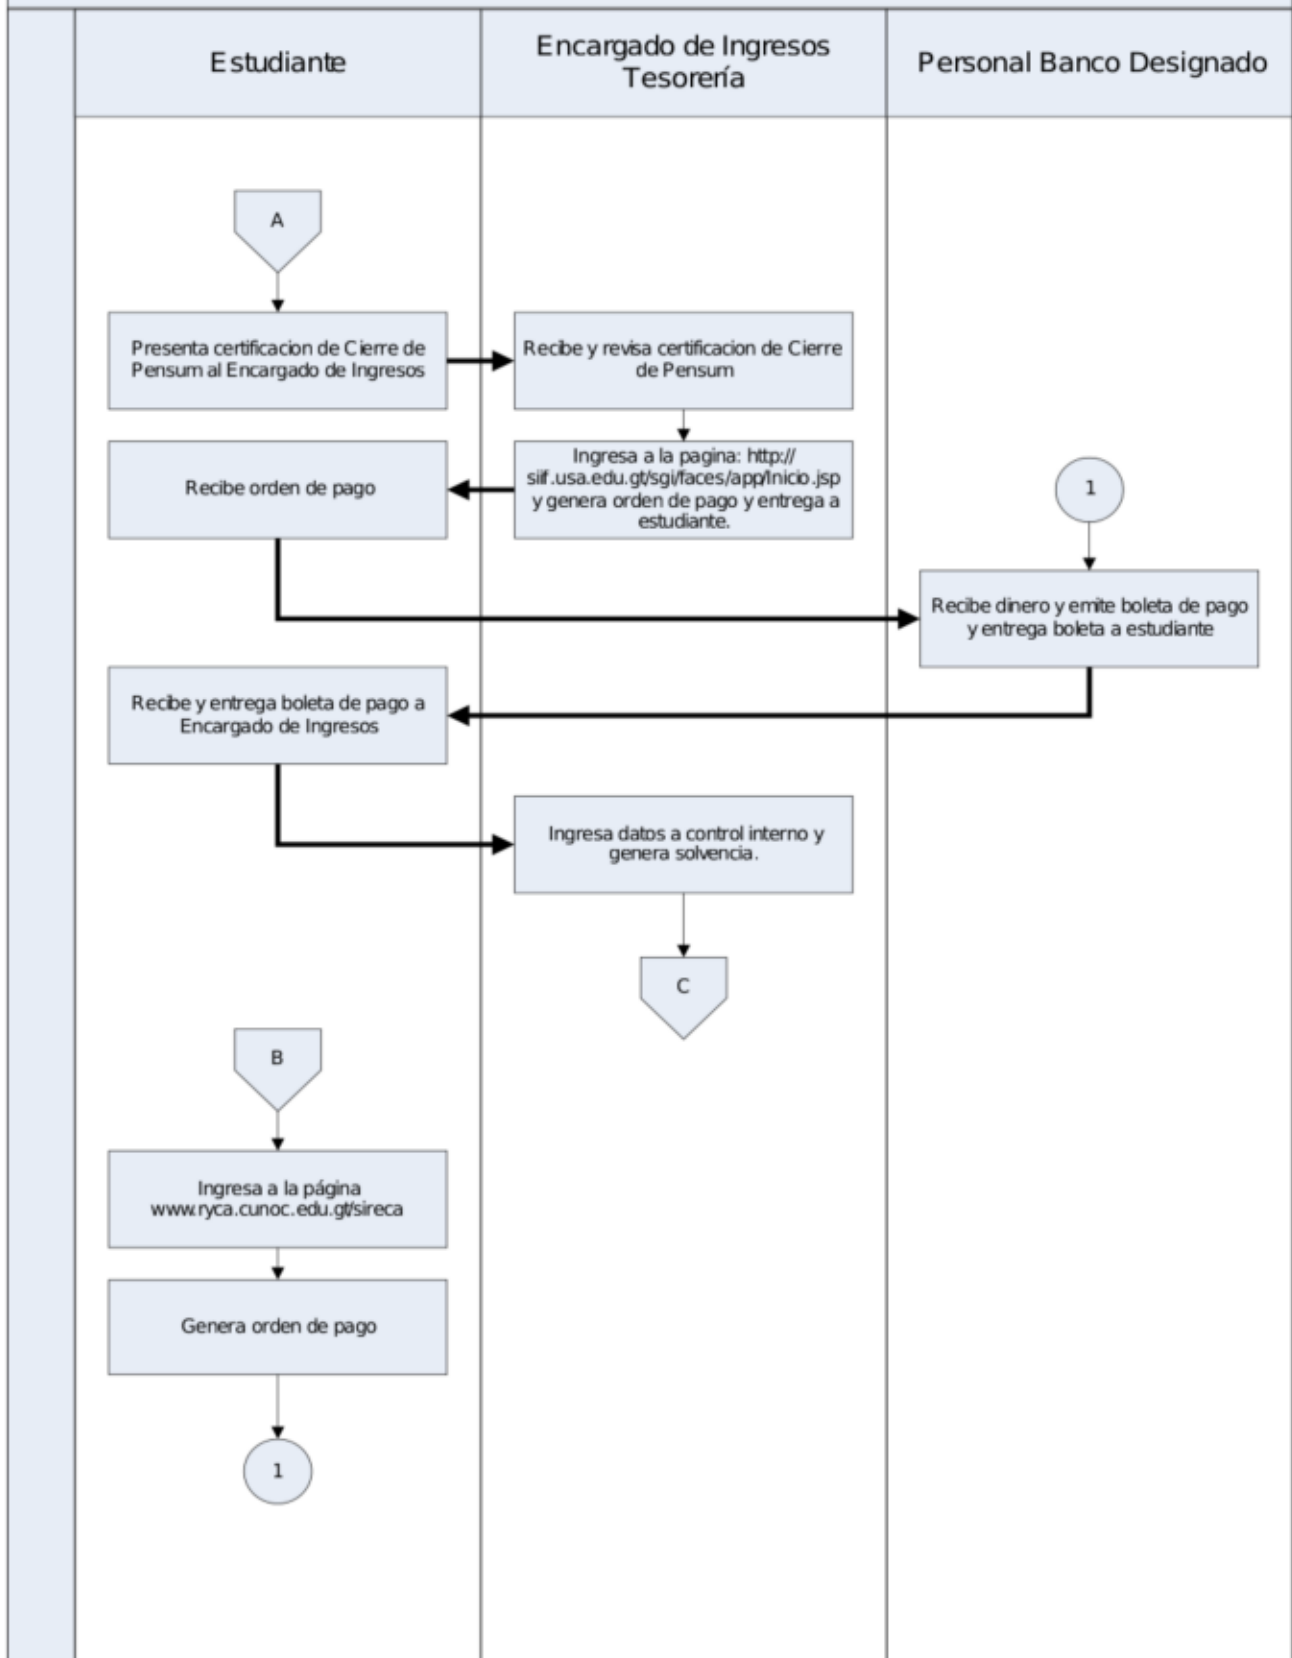 Estudiante
Encargado de Ingresos
Tesorería
Personal Banco Designado
A
Presenta certificacion de Cierre de
Pensum al Encargado de Ingresos
Recibe y revisa certificacion de Cierre
de Pensum
Recibe orden de pago
Ingresa a la pagina: http://
siif.usa.edu.gt/sgi/faces/app/Inicio.jsp
y genera orden de pago y entrega a
estudiante.
1
Recibe dinero y emite boleta de pago
y entrega boleta a estudiante
Recibe y entrega boleta de pago a
Encargado de Ingresos
Ingresa datos a control interno y
genera solvencia.
C
B
Ingresa a la página
www.ryca.cunoc.edu.gt/sireca
Genera orden de pago
1